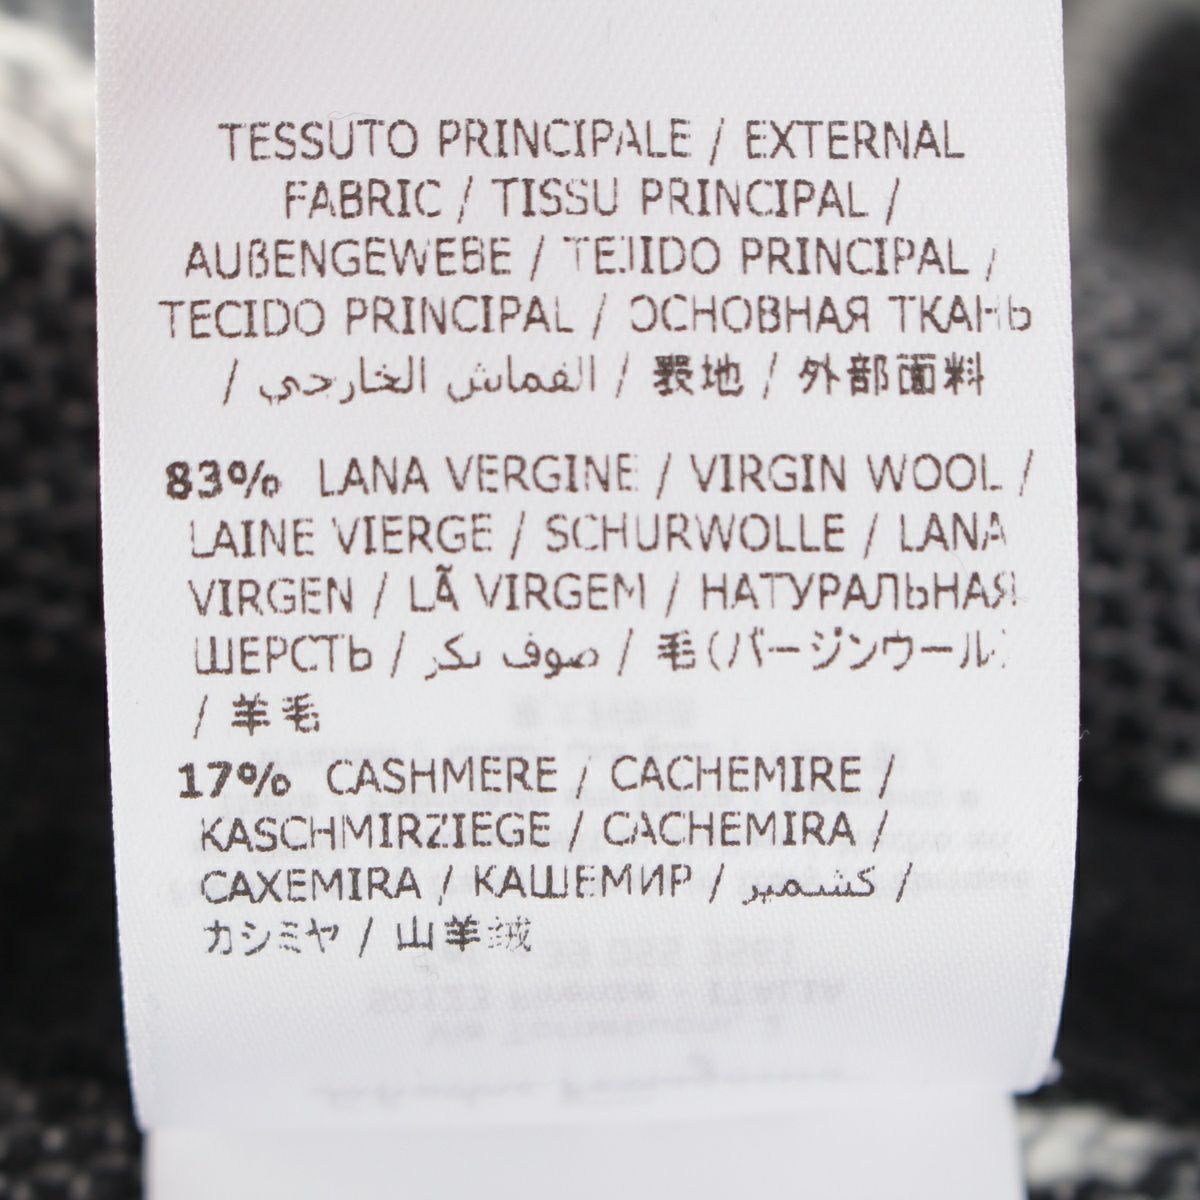 TESSUTO PRINCIPALE / EXTERNAL
FABRIC / TISSU PRINCIPAL /
AUßENGEWEBE / TEJIDO PRINCIPAL /
TECIDO PRINCIPAL / ОСНОВНАЯ ТКАНЬ
/ القماش الخارجي / 表地 / 外部面料
83% LANA VERGINE / VIRGIN WOOL /
LAINE VIERGE / SCHURWOLLE / LANA
VIRGEN / LÃ VIRGEM / НАТУРАЛЬНАЯ
ШЕРСТЬ / صوف بكر / 毛(バージンウール)
/ 羊毛
17% CASHMERE / CACHEMIRE /
KASCHMIRZIEGE / CACHEMIRA /
CAXEMIRA / КАШЕМИР / كشمير /
カシミヤ / 山羊绒